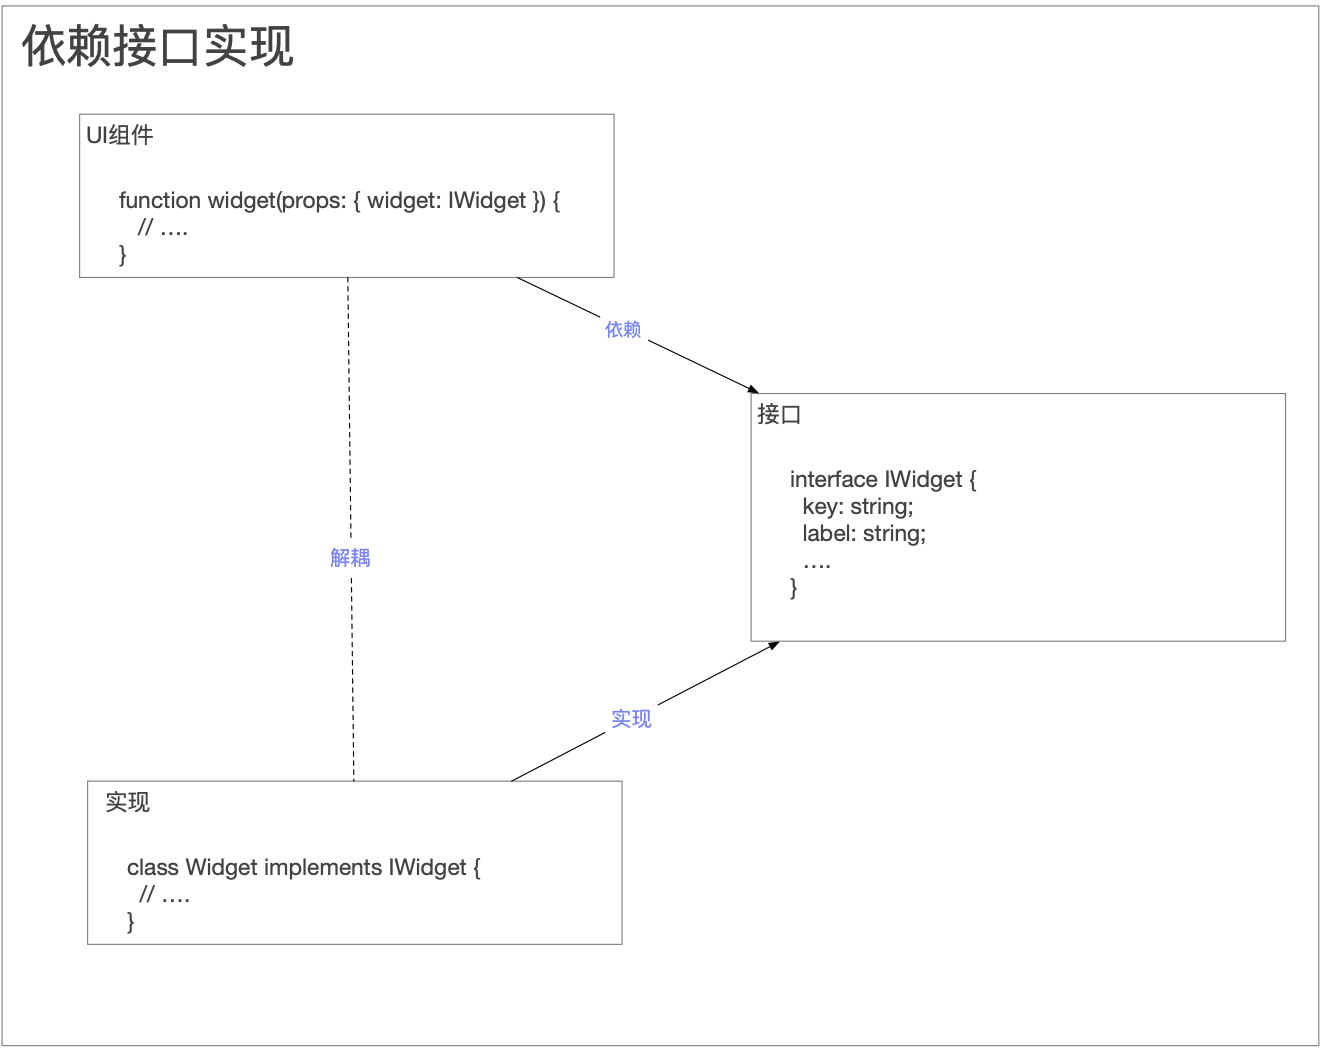 依赖接口实现
UI组件
function widget(props: { widget: IWidget }) {
// ….
}
依赖
接口
interface IWidget {
key: string;
label: string;
….
}
解耦
实现
实现
class Widget implements IWidget {
// ….
}